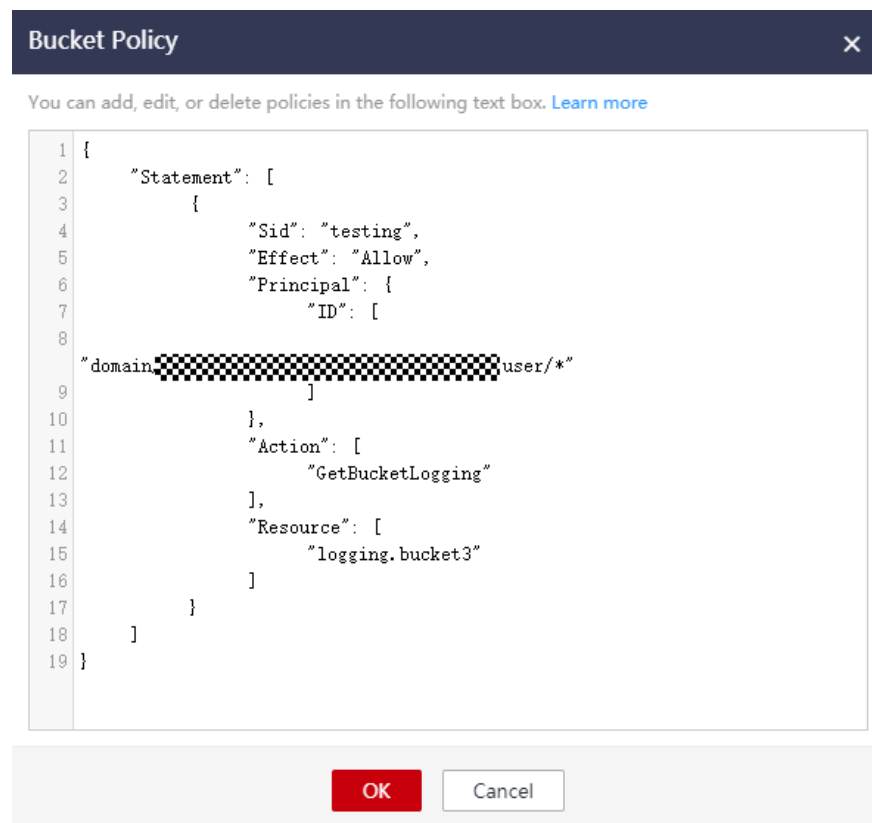 Bucket Policy
You can add, edit, or delete policies in the following text box. Learn more
1 {
2 "Statement": [
3 {
4 "Sid": "testing",
5 "Effect": "Allow",
6 "Principal": {
7 "ID": [
8
"domain user/*"
9 ]
10 },
11 "Action": [
12 "GetBucketLogging"
13 ],
14 "Resource": [
15 "logging.bucket3"
16 ]
17 }
18 ]
19 }
OK Cancel